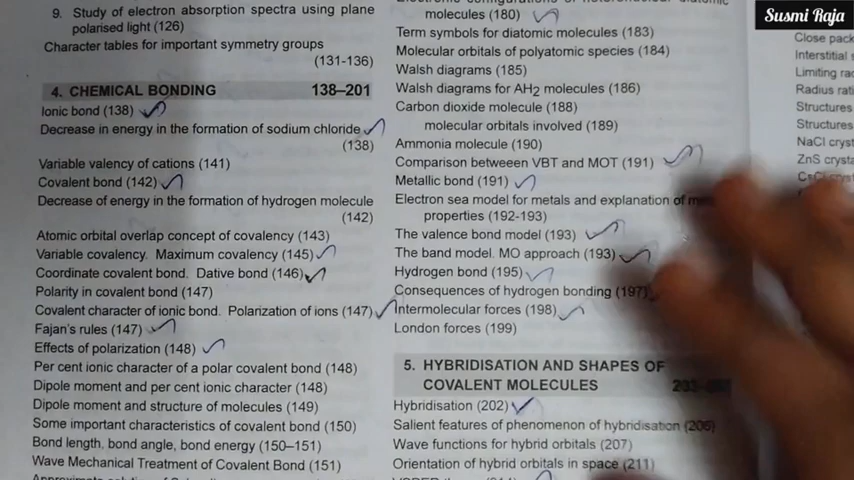 9. Study of electron absorption spectra using plane
polarised light (126)
Character tables for important symmetry groups
(131-136)
4. CHEMICAL BONDING 138–201
Ionic bond (138)
Decrease in energy in the formation of sodium chloride
(138)
Variable valency of cations (141)
Covalent bond (142)
Decrease of energy in the formation of hydrogen molecule
(142)
Atomic orbital overlap concept of covalency (143)
Variable covalency. Maximum covalency (145)
Coordinate covalent bond. Dative bond (146)
Polarity in covalent bond (147)
Covalent character of ionic bond. Polarization of ions (147)
Fajan's rules (147)
Effects of polarization (148)
Per cent ionic character of a polar covalent bond (148)
Dipole moment and per cent ionic character (148)
Dipole moment and structure of molecules (149)
Some important characteristics of covalent bond (150)
Bond length, bond angle, bond energy (150–151)
Wave Mechanical Treatment of Covalent Bond (151)
molecules (180)
Term symbols for diatomic molecules (183)
Molecular orbitals of polyatomic species (184)
Walsh diagrams (185)
Walsh diagrams for AH2 molecules (186)
Carbon dioxide molecule (188)
molecular orbitals involved (189)
Ammonia molecule (190)
Comparison betweeen VBT and MOT (191)
Metallic bond (191)
Electron sea model for metals and explanation of
properties (192-193)
The valence bond model (193)
The band model. MO approach (193)
Hydrogen bond (195)
Consequences of hydrogen bonding (197)
Intermolecular forces (198)
London forces (199)
5. HYBRIDISATION AND SHAPES OF
COVALENT MOLECULES
Hybridisation (202)
Salient features of phenomenon of hybridisation (206)
Wave functions for hybrid orbitals (207)
Orientation of hybrid orbitals in space (211)
Susmi Raja
Close pack
Interstitial
Limiting
Radius
Structures
Structures
NaCl cryst
ZnS crysta